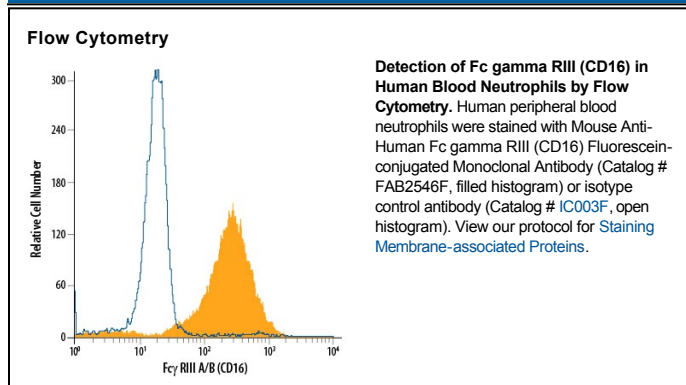 Flow Cytometry
300
240
180
120
60
0
Relative Cell Number
10⁰ 10¹ 10² 10³ 10⁴
Fcγ RIII A/B (CD16)
Detection of Fc gamma RIII (CD16) in
Human Blood Neutrophils by Flow
Cytometry. Human peripheral blood
neutrophils were stained with Mouse Anti-
Human Fc gamma RIII (CD16) Fluorescein-
conjugated Monoclonal Antibody (Catalog #
FAB2546F, filled histogram) or isotype
control antibody (Catalog # IC003F, open
histogram). View our protocol for Staining
Membrane-associated Proteins.